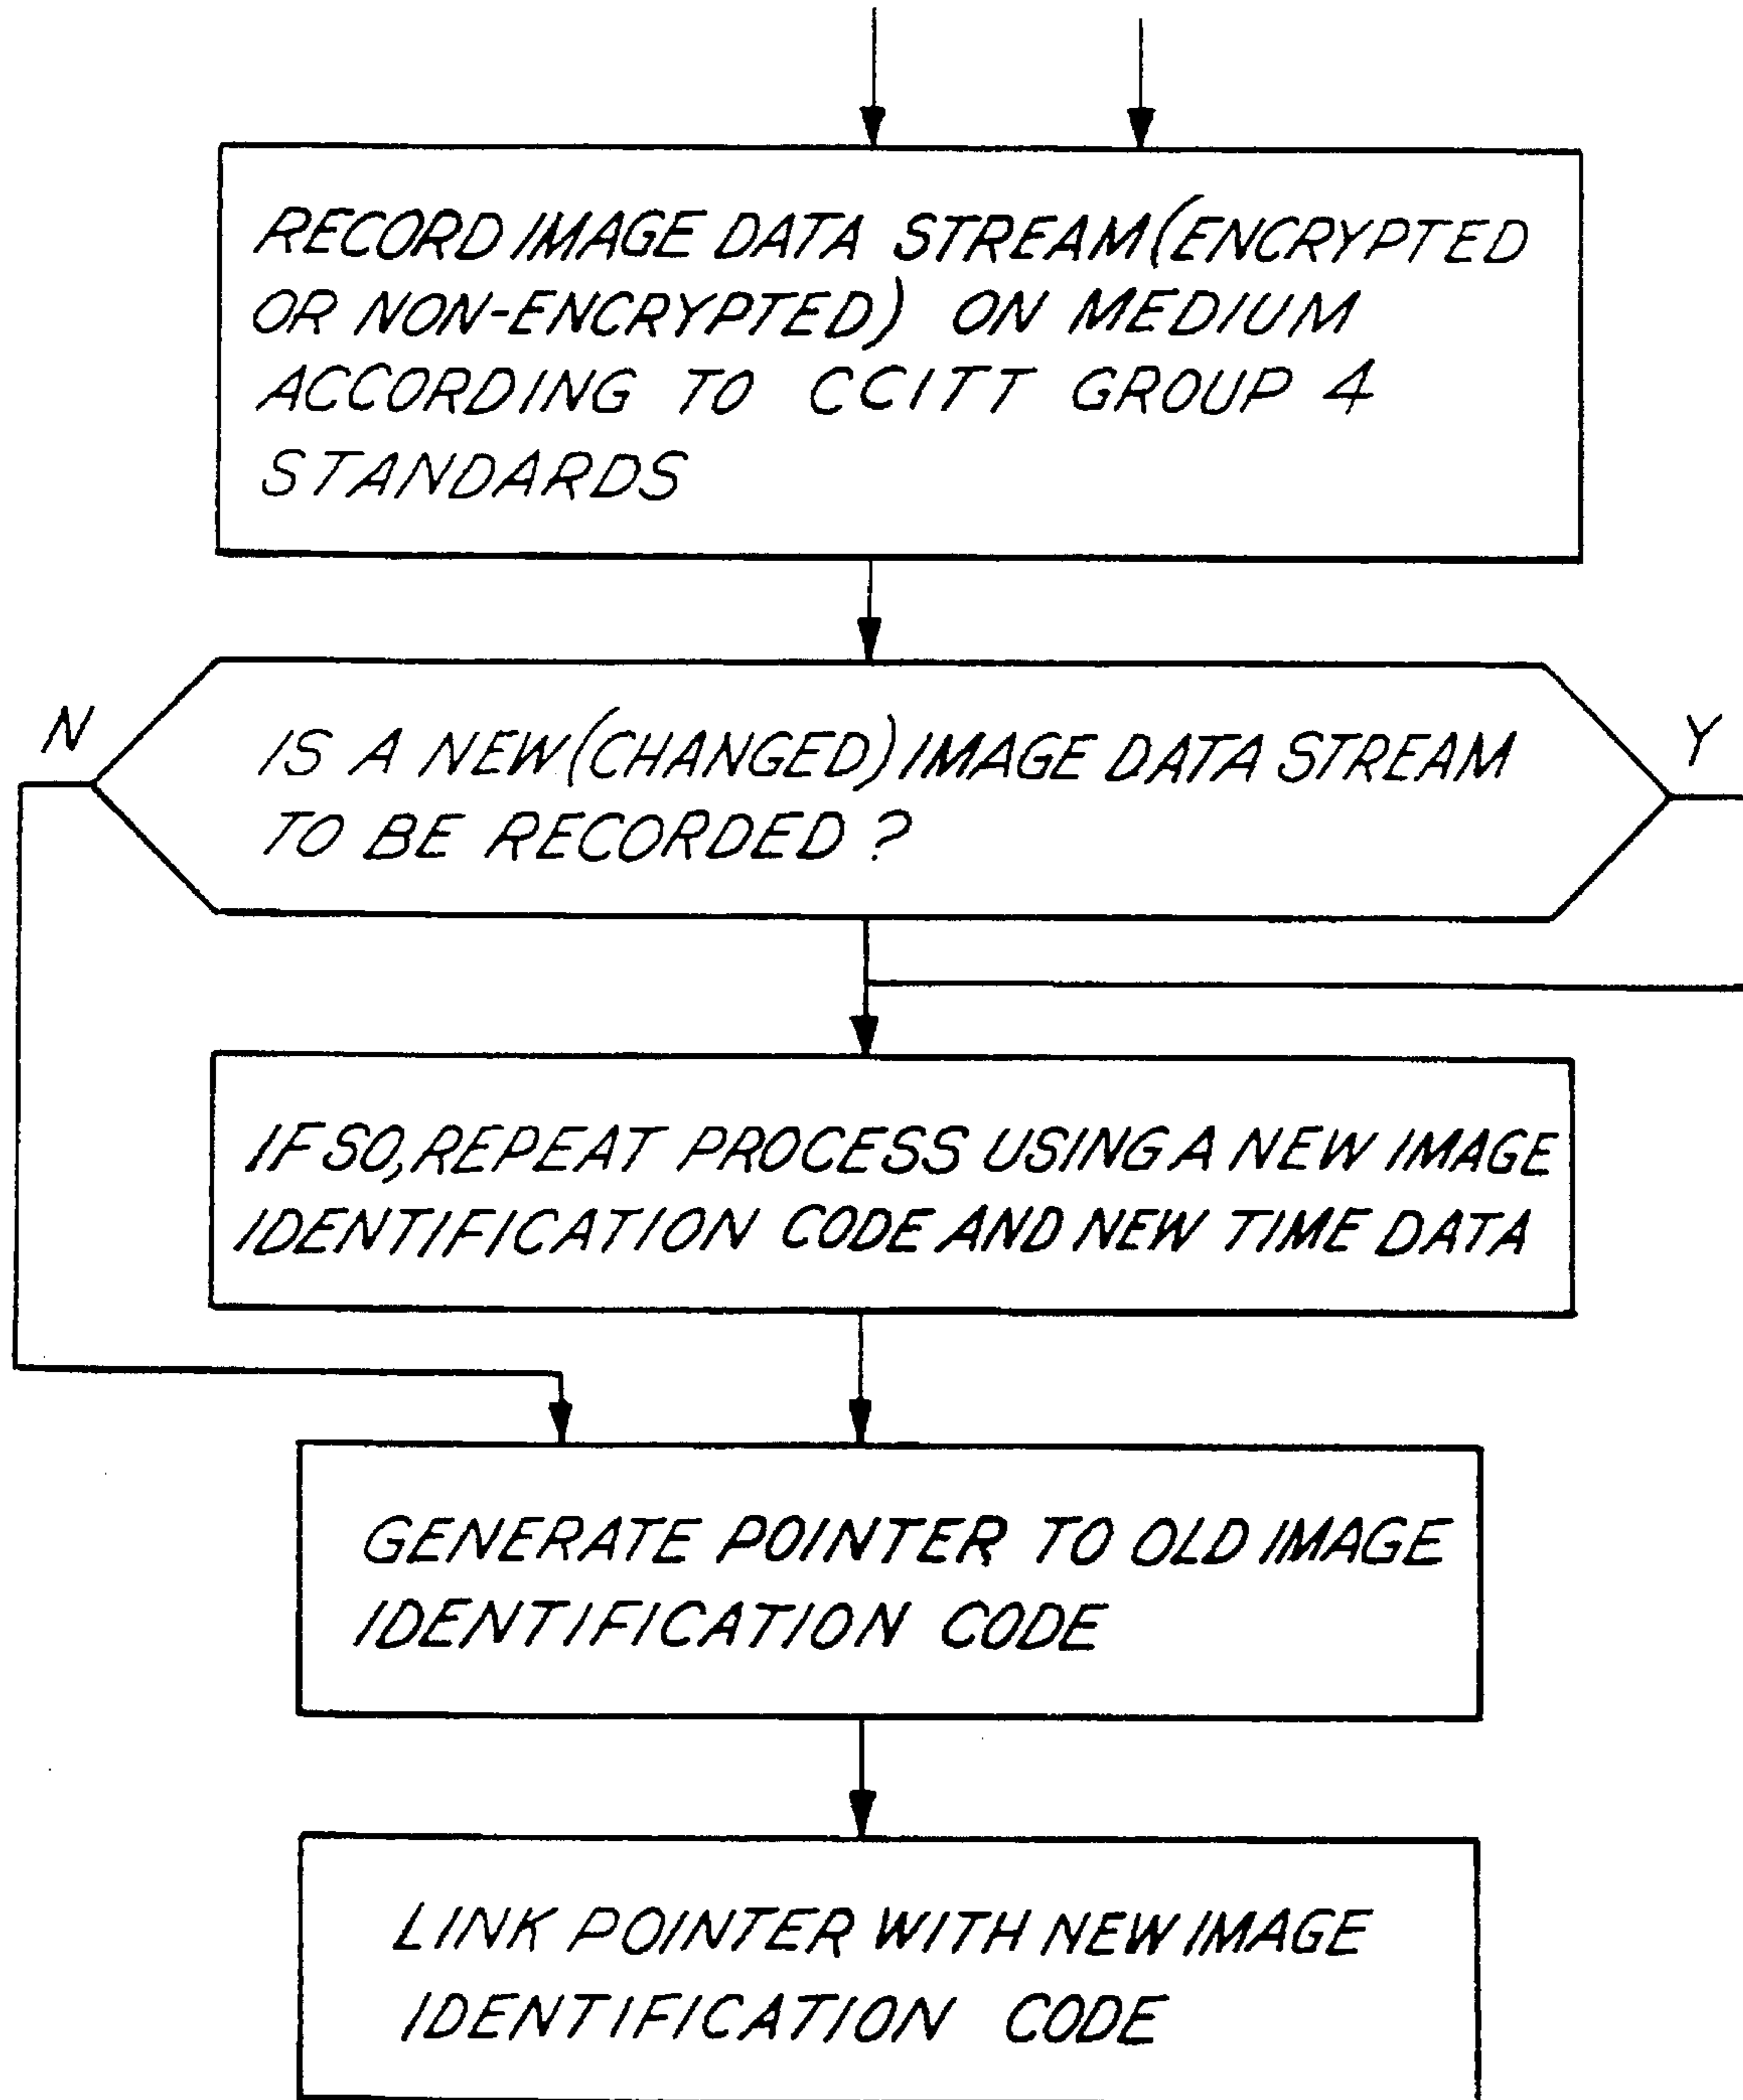 RECORD IMAGE DATA STREAM (ENCRYPTED
OR NON-ENCRYPTED) ON MEDIUM
ACCORDING TO CCITT GROUP 4
STANDARDS
N
Y
IS A NEW (CHANGED) IMAGE DATA STREAM
TO BE RECORDED?
IF SO, REPEAT PROCESS USING A NEW IMAGE
IDENTIFICATION CODE AND NEW TIME DATA
GENERATE POINTER TO OLD IMAGE
IDENTIFICATION CODE
LINK POINTER WITH NEW IMAGE
IDENTIFICATION CODE